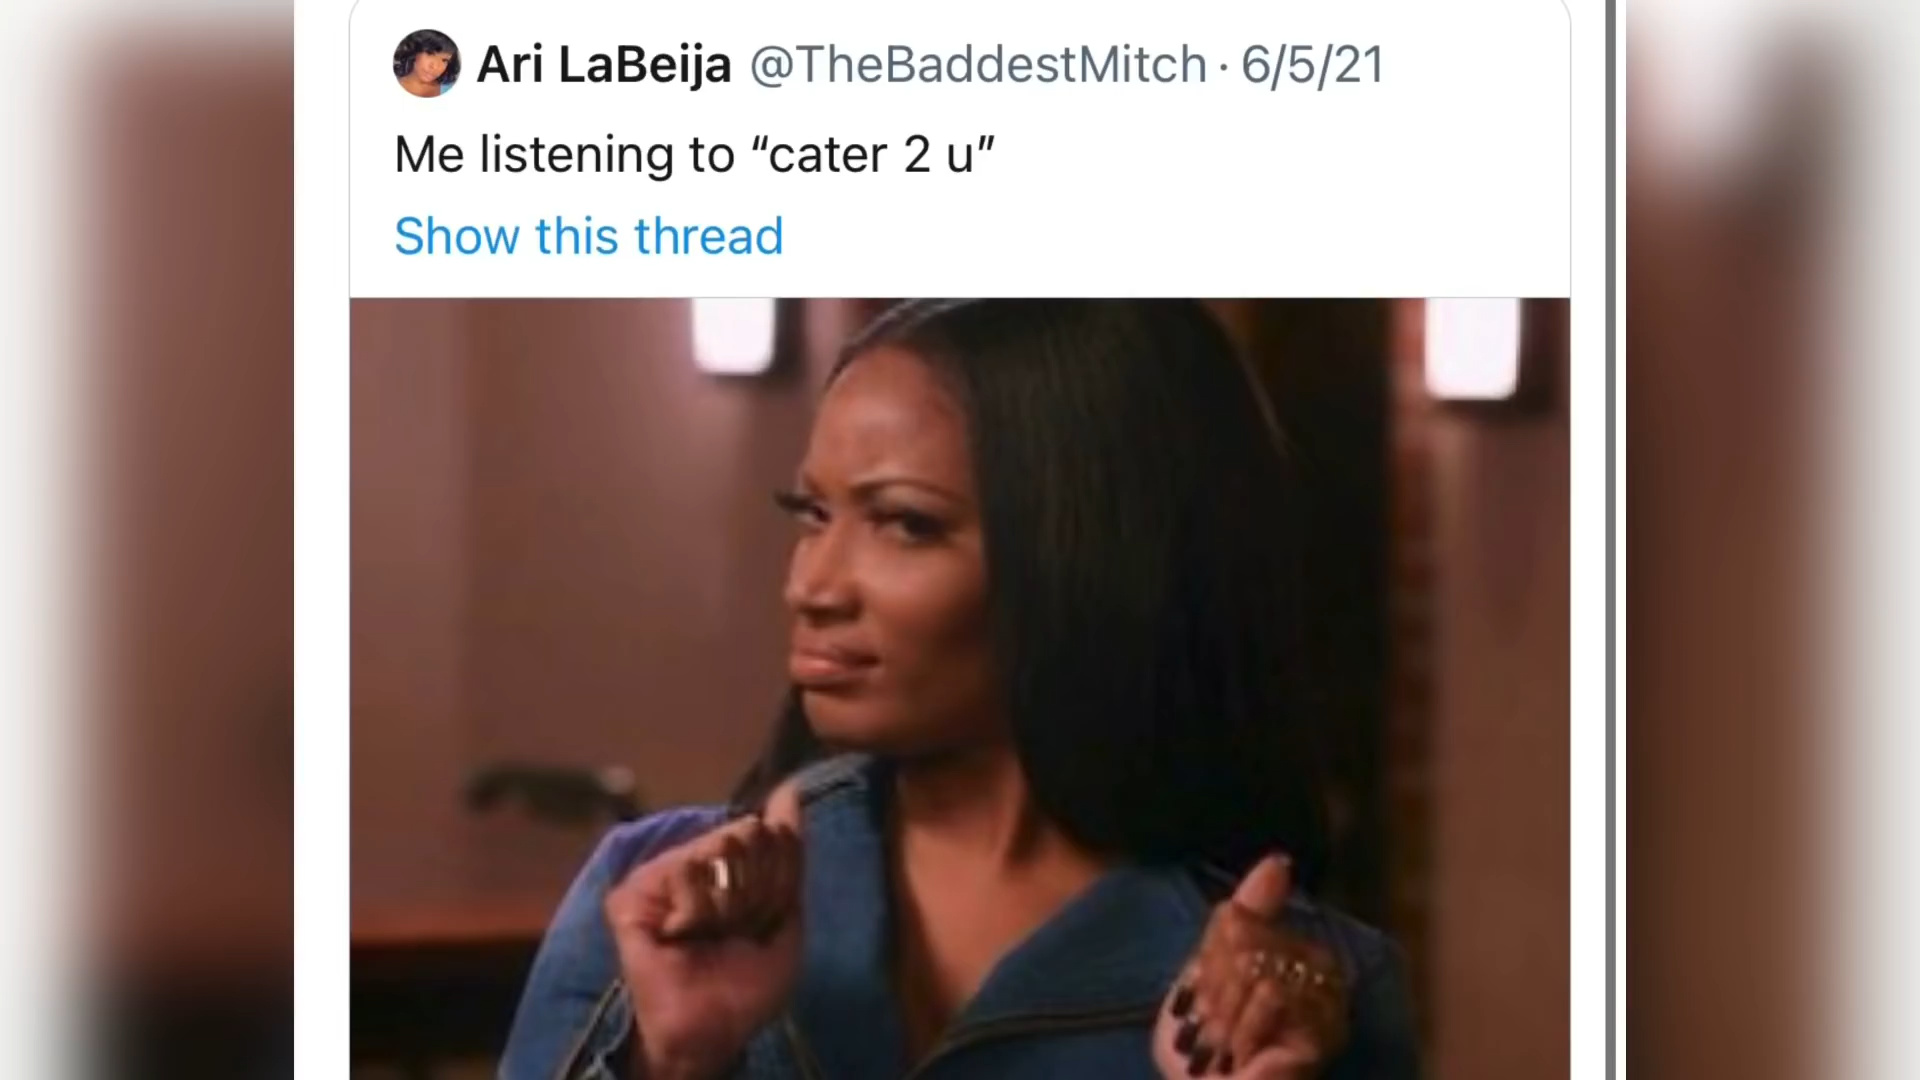 Ari LaBeija @TheBaddestMitch · 6/5/21
Me listening to “cater 2 u”
Show this thread